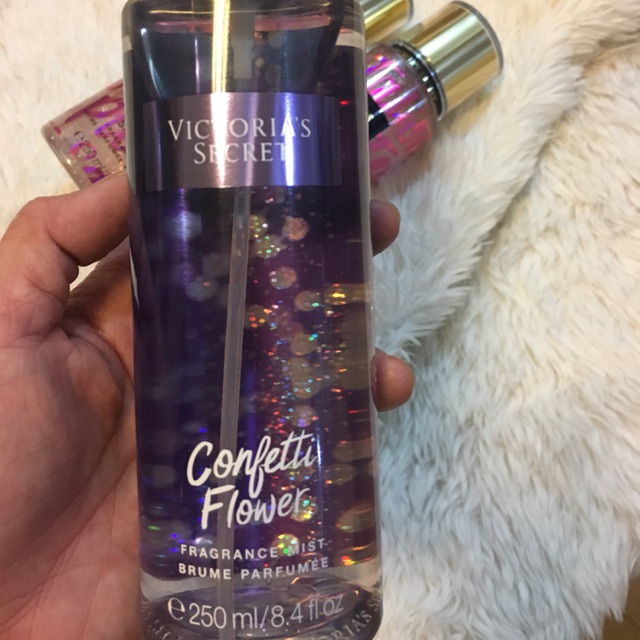 VICTORIA'S
SECRET
Confetti
Flower
FRAGRANCE MIST
BRUME PARFUMÉE
℮ 250 ml/8.4 fl oz